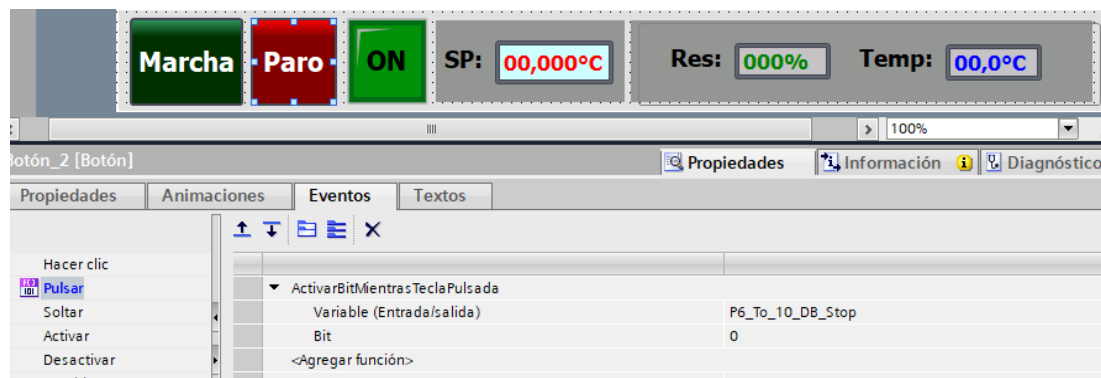 Marcha Paro ON SP: 00,000°C Res: 000% Temp: 00,0°C
100%
Botón_2 [Botón] Propiedades Información Diagnóstico
Propiedades Animaciones Eventos Textos
Hacer clic
Pulsar ActivarBitMientrasTeclaPulsada
Soltar Variable (Entrada/salida) P6_To_10_DB_Stop
Activar Bit 0
Desactivar <Agregar función>